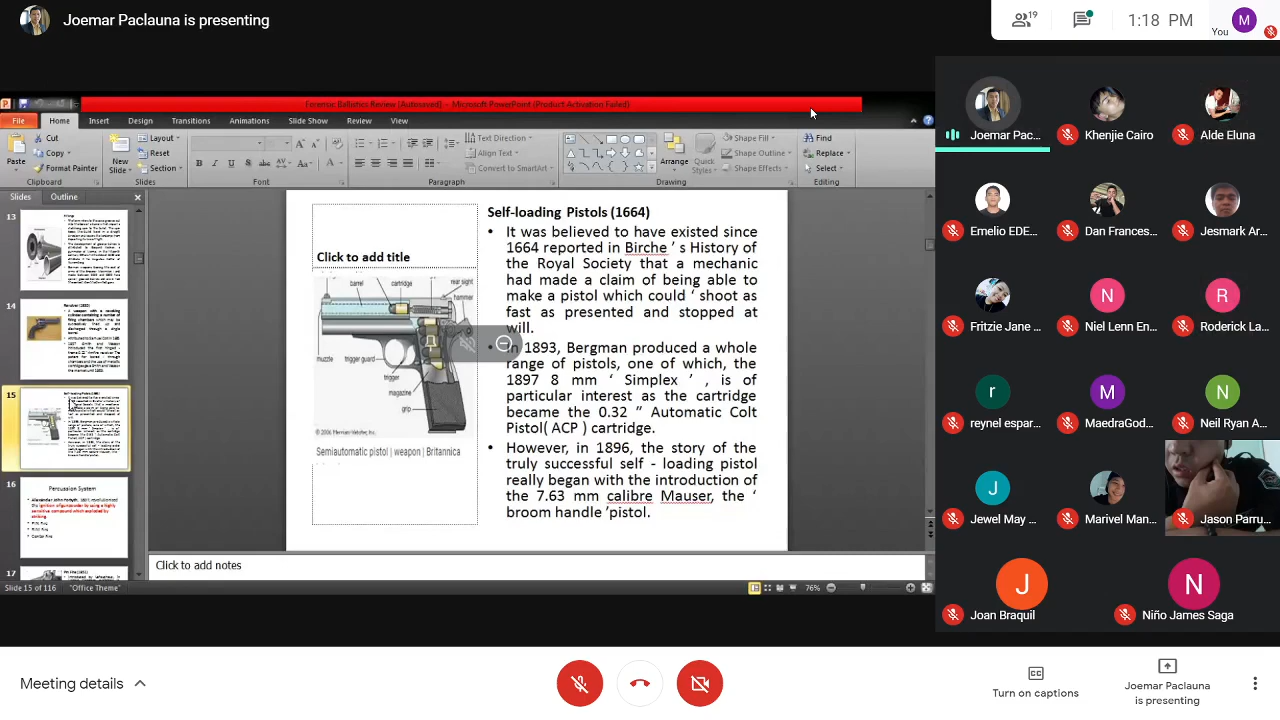 Joemar Paclauna is presenting
19
1:18 PM
You
M
Forensic Ballistics Review [Autosaved] - Microsoft PowerPoint (Product Activation Failed)
File
Home
Insert
Design
Transitions
Animations
Slide Show
Review
View
Paste
Cut
Copy
Format Painter
Clipboard
New
Slide
Layout
Reset
Section
Slides
Font
Text Direction
Align Text
Convert to SmartArt
Paragraph
Arrange
Quick
Styles
Shape Fill
Shape Outline
Shape Effects
Drawing
Find
Replace
Select
Editing
Slides
Outline
13
14
15
16
Percussion System
17
Click to add title
barrel
cartridge
rear sight
hammer
muzzle
trigger guard
trigger
magazine
grip
Semiautomatic pistol | weapon | Britannica
Self-loading Pistols (1664)
• It was believed to have existed since
1664 reported in Birche ’ s History of
the Royal Society that a mechanic
had made a claim of being able to
make a pistol which could ‘ shoot as
fast as presented and stopped at
will.
• In 1893, Bergman produced a whole
range of pistols, one of which, the
1897 8 mm ‘ Simplex ’ , is of
particular interest as the cartridge
became the 0.32 ” Automatic Colt
Pistol( ACP ) cartridge.
• However, in 1896, the story of the
truly successful self - loading pistol
really began with the introduction of
the 7.63 mm calibre Mauser, the ‘
broom handle ’pistol.
Click to add notes
Slide 15 of 116
"Office Theme"
76%
Joemar Pac...
Khenjie Cairo
Alde Eluna
Emelio EDE...
Dan Frances...
Jesmark Ar...
Fritzie Jane ...
N
Niel Lenn En...
R
Roderick La...
r
reynel espar...
M
MaedraGod...
N
Neil Ryan A...
J
Jewel May ...
Marivel Man...
Jason Parru...
J
Joan Braquil
N
Niño James Saga
Meeting details
Turn on captions
Joemar Paclauna
is presenting